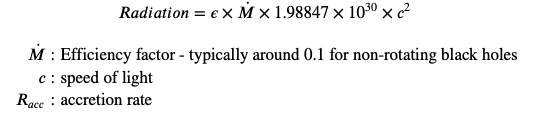 Radiation = ϵ × Ṁ × 1.98847 × 10³⁰ × c²
Ṁ : Efficiency factor - typically around 0.1 for non-rotating black holes
c : speed of light
R_acc : accretion rate